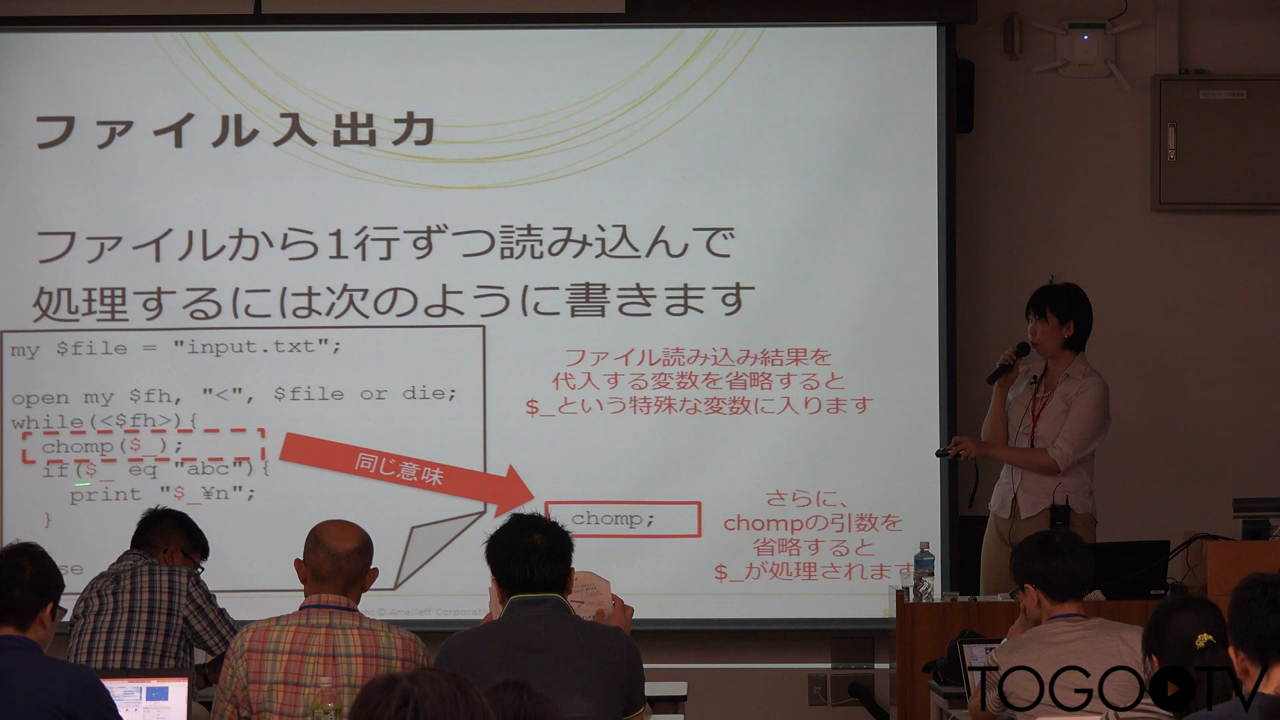 ファイル入出力
ファイルから1行ずつ読み込んで
処理するには次のように書きます
my $file = "input.txt";
open my $fh, "<", $file or die;
while(<$fh>){
chomp($_);
if($_ eq "abc"){
print "$_¥n";
}
se
同じ意味
chomp;
ファイル読み込み結果を
代入する変数を省略すると
$_という特殊な変数に入ります
さらに、
chompの引数を
省略すると
$_が処理されます
© Amelieff Corporat
TOGOTV